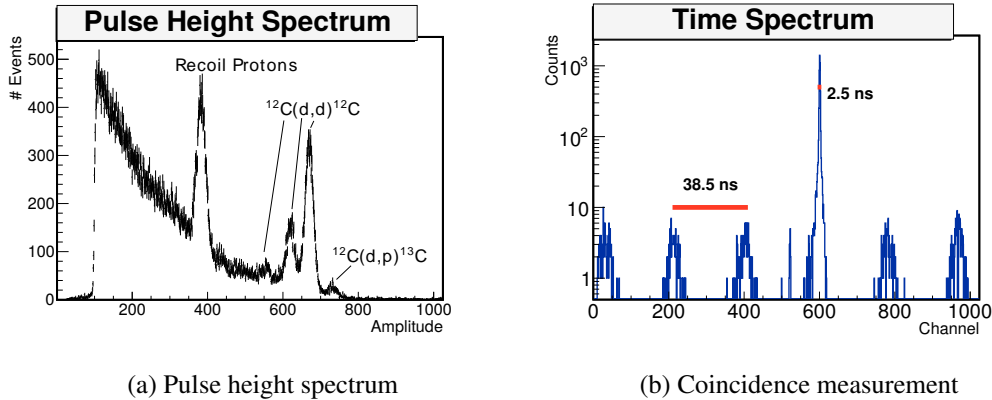 Pulse Height Spectrum
# Events
500
400
300
200
100
0
Recoil Protons
¹²C(d,d)¹²C
¹²C(d,p)¹³C
200 400 600 800 1000
Amplitude
(a) Pulse height spectrum
Time Spectrum
Counts
10³
10²
10
1
2.5 ns
38.5 ns
0 200 400 600 800 1000
Channel
(b) Coincidence measurement